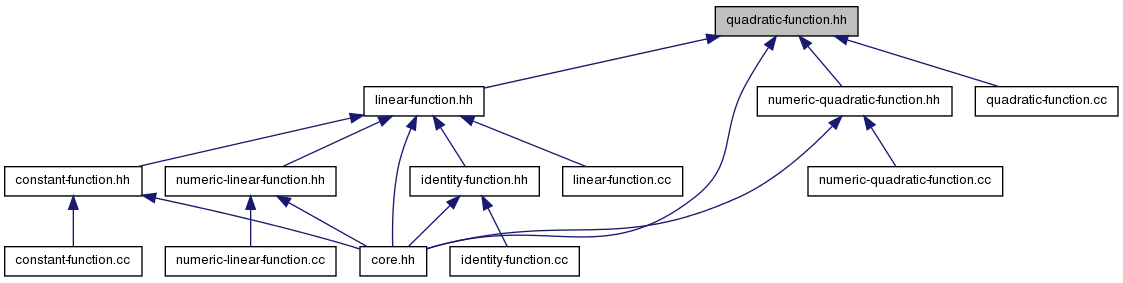 quadratic-function.hh
linear-function.hh
numeric-quadratic-function.hh
quadratic-function.cc
constant-function.hh
numeric-linear-function.hh
identity-function.hh
linear-function.cc
numeric-quadratic-function.cc
constant-function.cc
numeric-linear-function.cc
core.hh
identity-function.cc